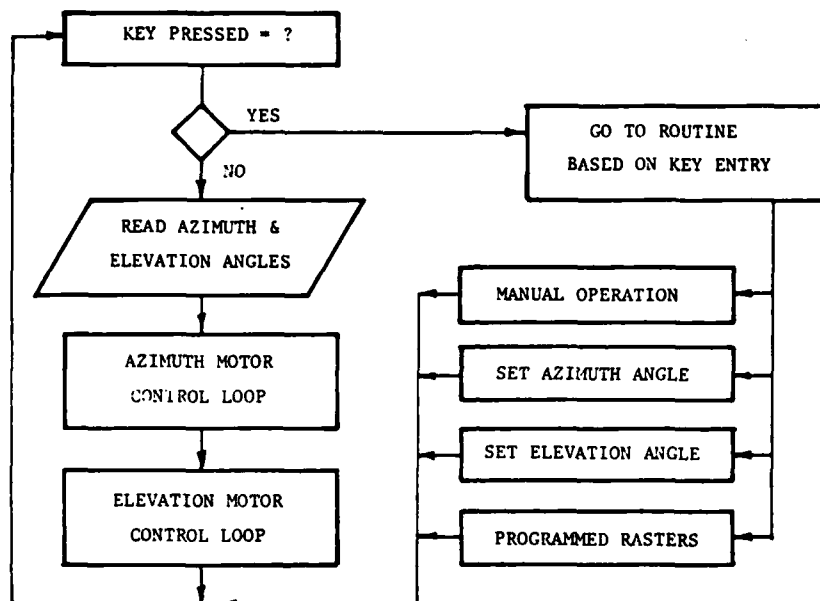 KEY PRESSED = ?
YES
NO
GO TO ROUTINE
BASED ON KEY ENTRY
READ AZIMUTH &
ELEVATION ANGLES
AZIMUTH MOTOR
CONTROL LOOP
ELEVATION MOTOR
CONTROL LOOP
MANUAL OPERATION
SET AZIMUTH ANGLE
SET ELEVATION ANGLE
PROGRAMMED RASTERS